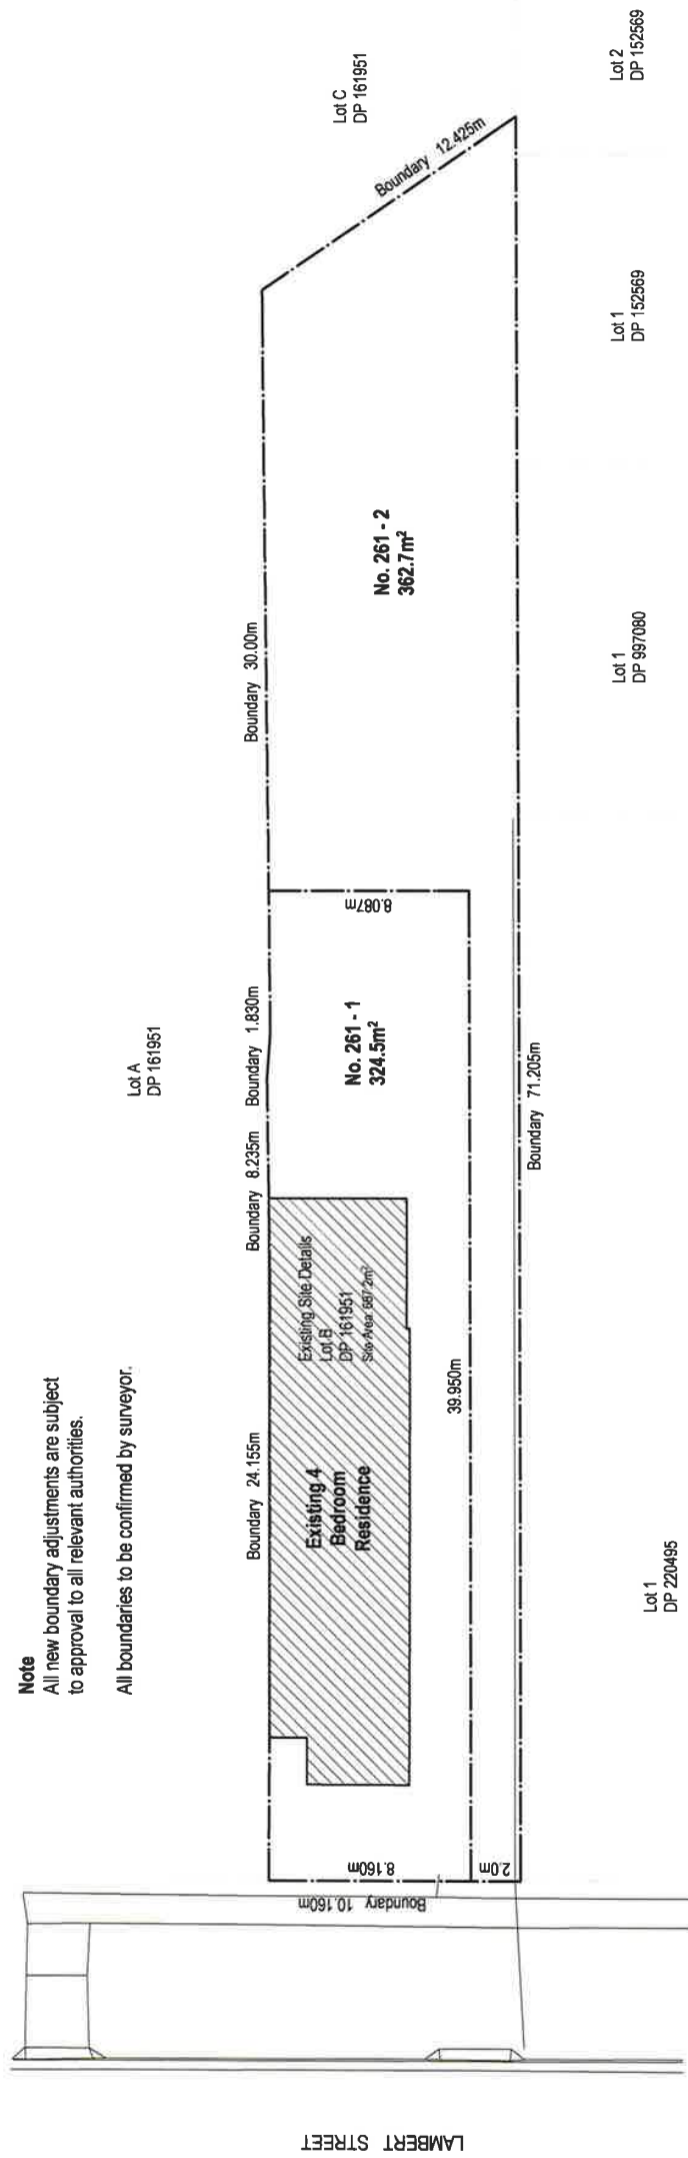 Note
All new boundary adjustments are subject
to approval to all relevant authorities.
All boundaries to be confirmed by surveyor.
Lot A
DP 161951
Lot C
DP 161951
Boundary 24.155m
Boundary 8.235m
Boundary 1.830m
Boundary 30.00m
Boundary 12.425m
Existing 4
Bedroom
Residence
Existing Site Details
Lot B
DP 161951
Site Area: 687.2m²
No. 261 - 1
324.5m²
8.087m
No. 261 - 2
362.7m²
39.950m
8.160m
2.0m
Boundary 10.160m
Boundary 71.205m
LAMBERT STREET
Lot 1
DP 220495
Lot 1
DP 997080
Lot 1
DP 152569
Lot 2
DP 152569